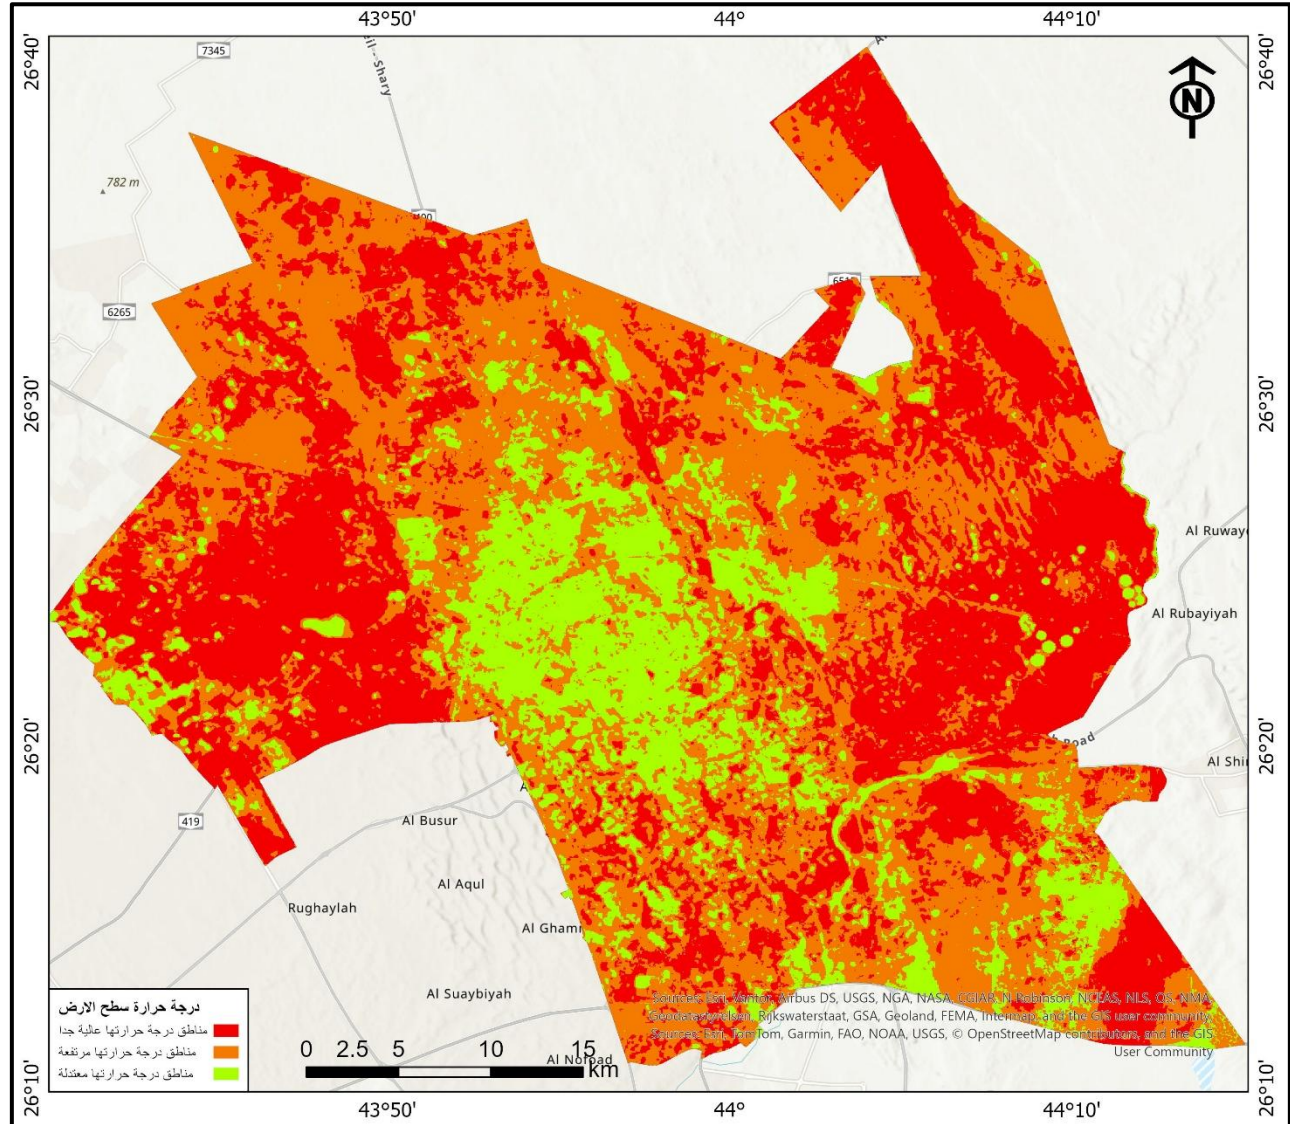 43°50' 44° 44°10'
26°40' 26°40'
7345
N
782 m
6265
26°30' 26°30'
Al Ruwaye
Al Rubayiyah
26°20' 26°20'
Road
Al Shi
419
Al Busur
Al Aqul
Rughaylah
Al Gham
Al Suaybiyah
درجة حرارة سطح الارض
مناطق درجة حرارتها عالية جدا
مناطق درجة حرارتها مرتفعة
مناطق درجة حرارتها معتدلة
0 2.5 5 10 15
km
Sources: Esri, Vantor, Airbus DS, USGS, NGA, NASA, CGIAR, N Robinson, NCEAS, NLS, OS, NMA,
Geodatastyrelsen, Rijkswaterstaat, GSA, Geoland, FEMA, Intermap, and the GIS user community,
Sources: Esri, TomTom, Garmin, FAO, NOAA, USGS, © OpenStreetMap contributors, and the GIS
User Community
26°10' 26°10'
43°50' 44° 44°10'